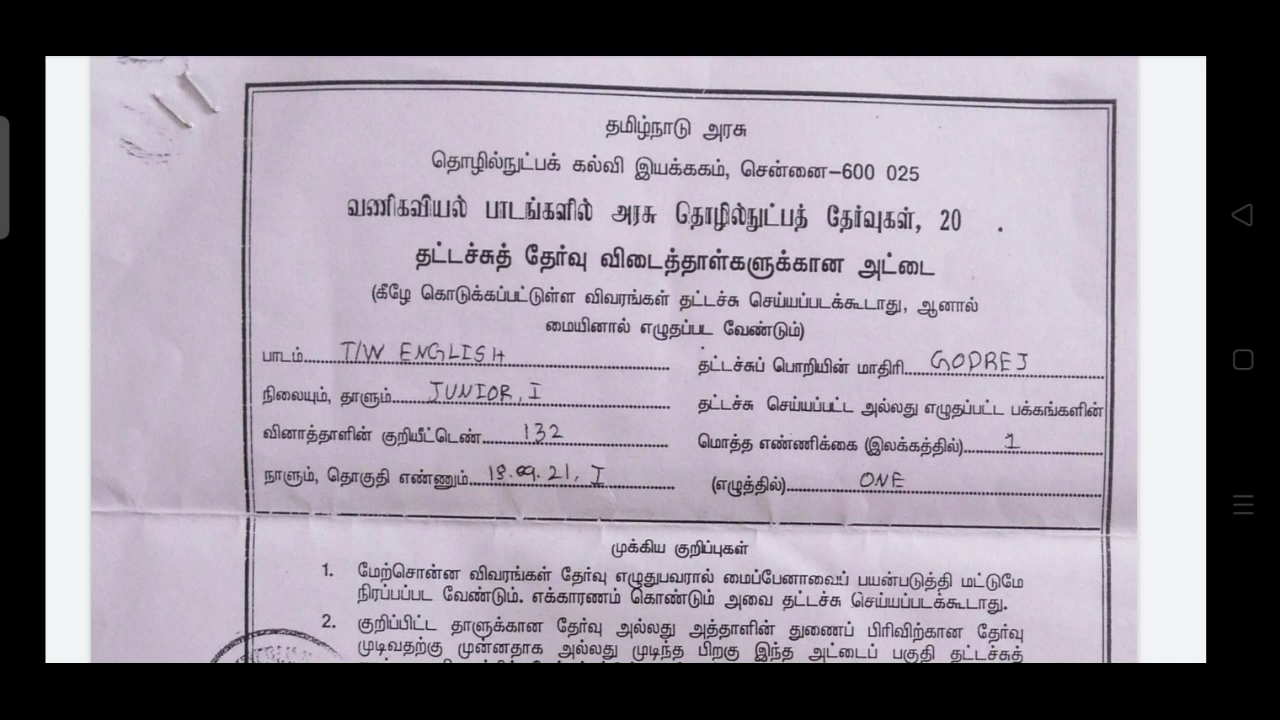 தமிழ்நாடு அரசு
தொழில்நுட்பக் கல்வி இயக்ககம், சென்னை-600 025
வணிகவியல் பாடங்களில் அரசு தொழில்நுட்பத் தேர்வுகள், 20 .
தட்டச்சுத் தேர்வு விடைத்தாள்களுக்கான அட்டை
(கீழே கொடுக்கப்பட்டுள்ள விவரங்கள் தட்டச்சு செய்யப்படக்கூடாது, ஆனால்
மையினால் எழுதப்பட வேண்டும்)
பாடம்..... T/W ENGLISH
நிலையும், தாளும்..... JUNIOR, I
வினாத்தாளின் குறியீட்டெண்..... 132
நாளும், தொகுதி எண்ணும்..... 18.09.21, I
தட்டச்சுப் பொறியின் மாதிரி..... GODREJ
தட்டச்சு செய்யப்பட்ட அல்லது எழுதப்பட்ட பக்கங்களின்
மொத்த எண்ணிக்கை (இலக்கத்தில்)..... 1
(எழுத்தில்)..... ONE
முக்கிய குறிப்புகள்
1. மேற்சொன்ன விவரங்கள் தேர்வு எழுதுபவரால் மைப்பேனாவைப் பயன்படுத்தி மட்டுமே
நிரப்பப்பட வேண்டும். எக்காரணம் கொண்டும் அவை தட்டச்சு செய்யப்படக்கூடாது.
2. குறிப்பிட்ட தாளுக்கான தேர்வு அல்லது அத்தாளின் துணைப் பிரிவிற்கான தேர்வு
முடிவதற்கு முன்னதாக அல்லது முடிந்த பிறகு இந்த அட்டைப் பகுதி தட்டச்சுத்